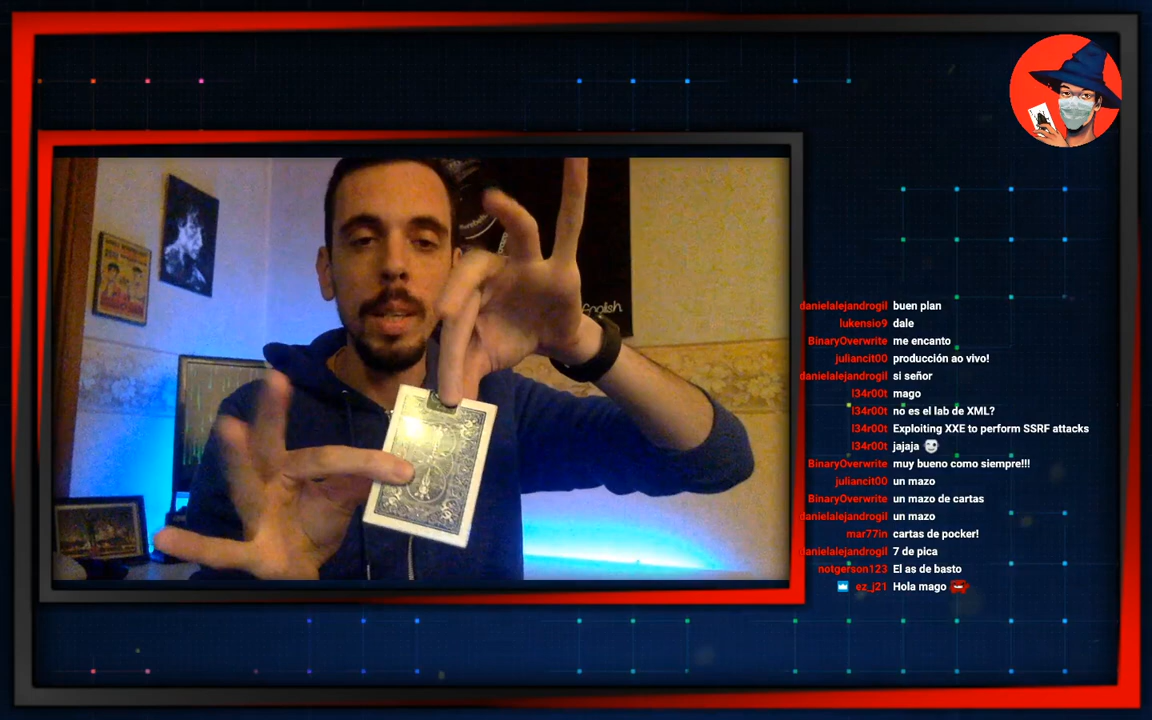 English
danielalejandrogil buen plan
lukensio9 dale
BinaryOverwrite me encanto
juliancit00 producción ao vivo!
danielalejandrogil si señor
l34r00t mago
l34r00t no es el lab de XML?
l34r00t Exploiting XXE to perform SSRF attacks
l34r00t jajaja
BinaryOverwrite muy bueno como siempre!!!
juliancit00 un mazo
BinaryOverwrite un mazo de cartas
danielalejandrogil un mazo
mar77in cartas de pocker!
danielalejandrogil 7 de pica
notgerson123 El as de basto
ez_j21 Hola mago